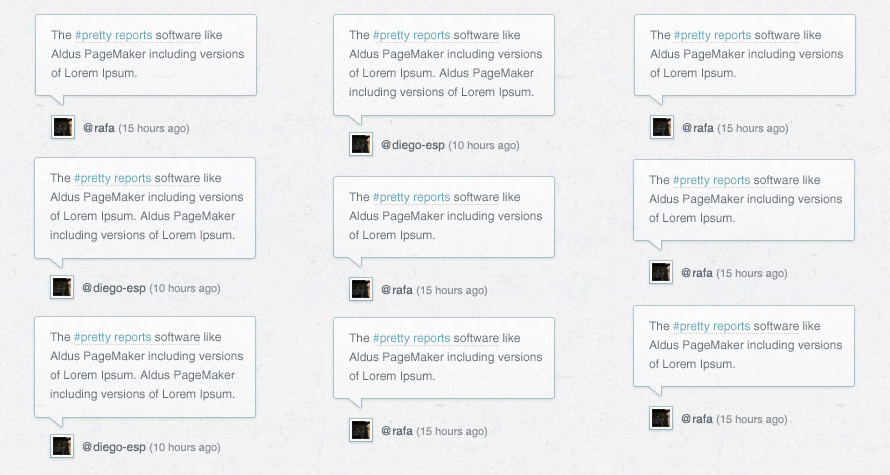 The #pretty reports software like
Aldus PageMaker including versions
of Lorem Ipsum.
@rafa (15 hours ago)
The #pretty reports software like
Aldus PageMaker including versions
of Lorem Ipsum. Aldus PageMaker
including versions of Lorem Ipsum.
@diego-esp (10 hours ago)
The #pretty reports software like
Aldus PageMaker including versions
of Lorem Ipsum. Aldus PageMaker
including versions of Lorem Ipsum.
@diego-esp (10 hours ago)
The #pretty reports software like
Aldus PageMaker including versions
of Lorem Ipsum. Aldus PageMaker
including versions of Lorem Ipsum.
@diego-esp (10 hours ago)
The #pretty reports software like
Aldus PageMaker including versions
of Lorem Ipsum.
@rafa (15 hours ago)
The #pretty reports software like
Aldus PageMaker including versions
of Lorem Ipsum.
@rafa (15 hours ago)
The #pretty reports software like
Aldus PageMaker including versions
of Lorem Ipsum.
@rafa (15 hours ago)
The #pretty reports software like
Aldus PageMaker including versions
of Lorem Ipsum.
@rafa (15 hours ago)
The #pretty reports software like
Aldus PageMaker including versions
of Lorem Ipsum.
@rafa (15 hours ago)